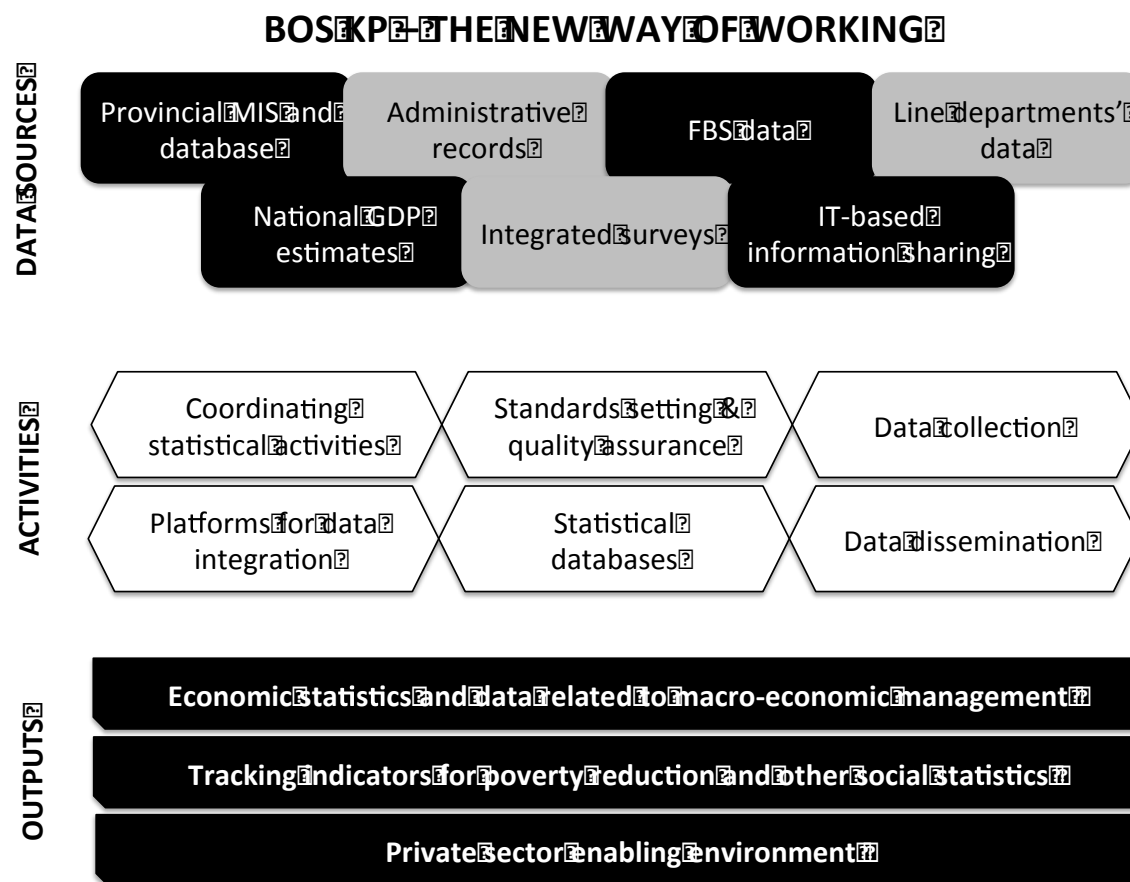 BOS KP – THE NEW WAY OF WORKING
DATA SOURCES
Provincial MIS and
database
Administrative
records
FBS data
Line departments’
data
National GDP
estimates
Integrated surveys
IT-based
information sharing
ACTIVITIES
Coordinating
statistical activities
Standards setting &
quality assurance
Data collection
Platforms for data
integration
Statistical
databases
Data dissemination
OUTPUTS
Economic statistics and data related to macro-economic management
Tracking indicators for poverty reduction and other social statistics
Private sector enabling environment